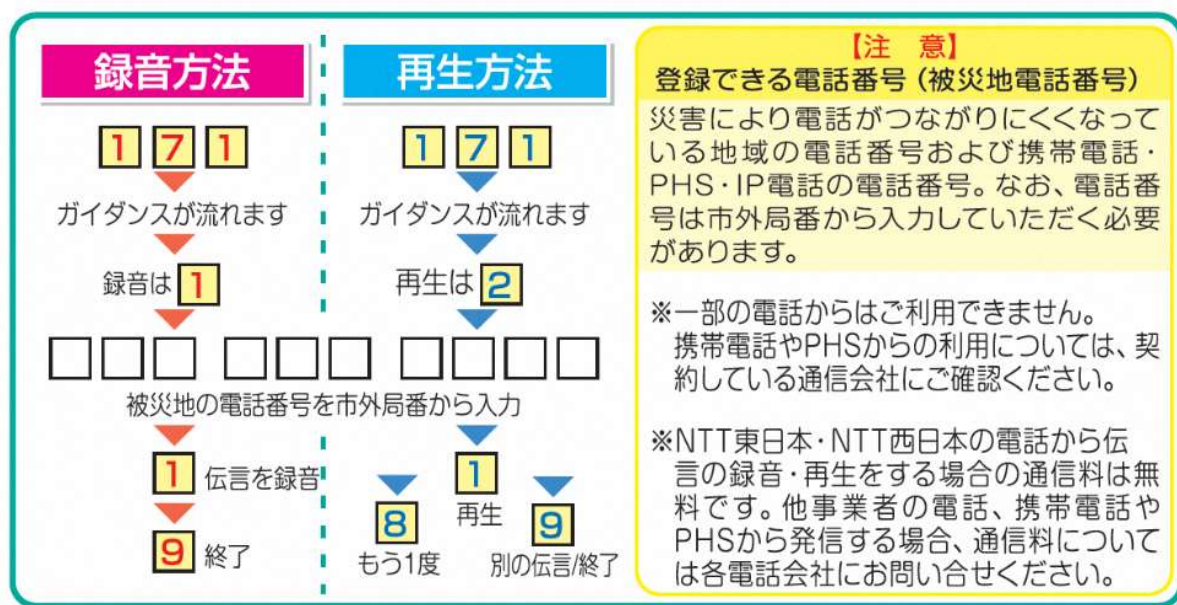 録音方法
171
ガイダンスが流れます
録音は1
再生方法
171
ガイダンスが流れます
再生は2
被災地の電話番号を市外局番から入力
1 伝言を録音
9 終了
1
再生
8
もう1度
9
別の伝言/終了
【注 意】
登録できる電話番号（被災地電話番号）
災害により電話がつながりにくくなって
いる地域の電話番号および携帯電話・
PHS・IP電話の電話番号。なお、電話番
号は市外局番から入力していただく必要
があります。
※一部の電話からはご利用できません。
携帯電話やPHSからの利用については、契
約している通信会社にご確認ください。
※NTT東日本・NTT西日本の電話から伝
言の録音・再生をする場合の通信料は無
料です。他事業者の電話、携帯電話や
PHSから発信する場合、通信料について
は各電話会社にお問い合せください。